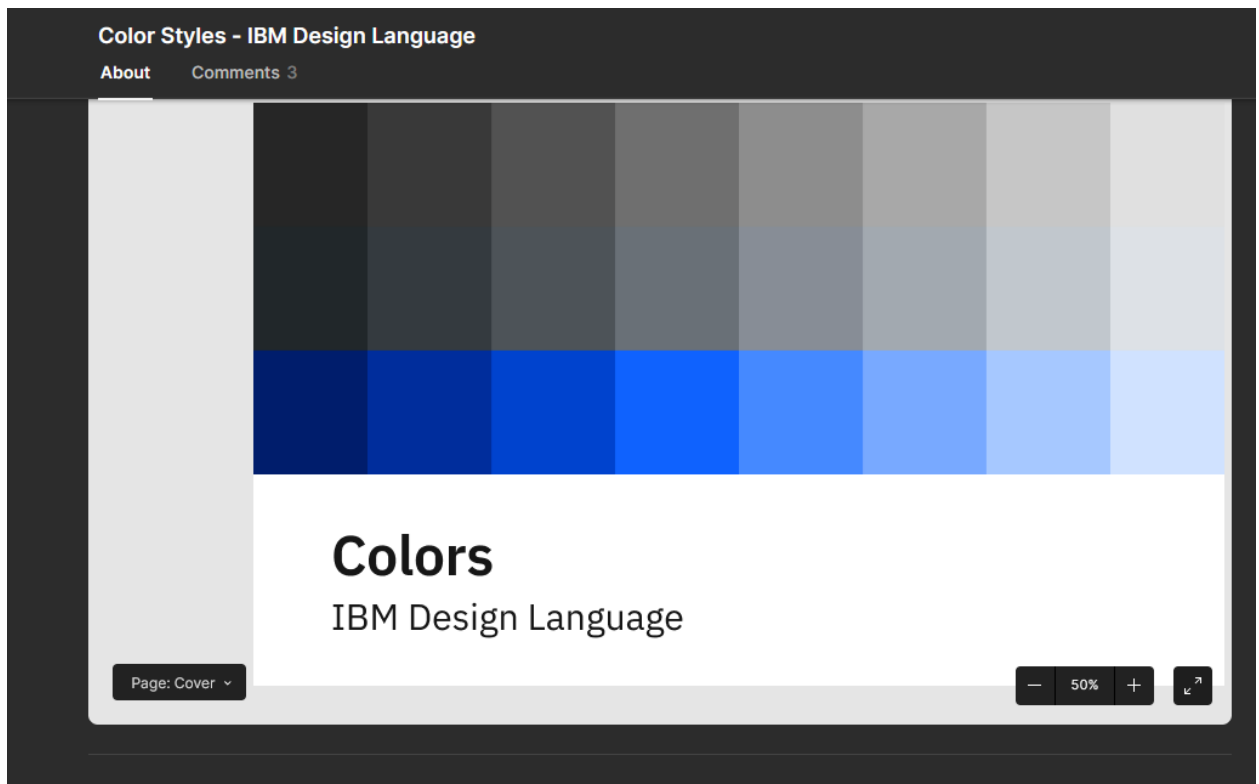 Color Styles - IBM Design Language
About Comments 3
Colors
IBM Design Language
Page: Cover
50%